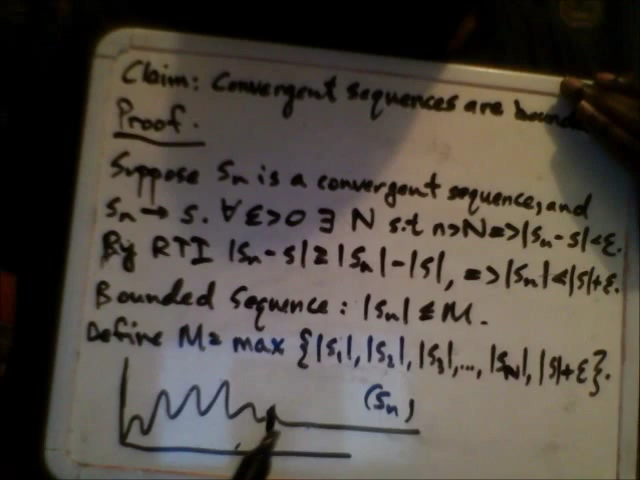 Claim: Convergent sequences are bounde
Proof.
Suppose Sn is a convergent sequence, and
Sn → S. ∀ ε>0 ∃ N s.t n>N=>|Sn-S|<ε.
By RTI |Sn-S|≥|Sn|-|S|, =>|Sn|<|S|+ε.
Bounded Sequence: |Sn| ≤ M.
Define M= max {|S1|, |S2|, |S3|,..., |SN|, |S|+ε}.
(Sn)